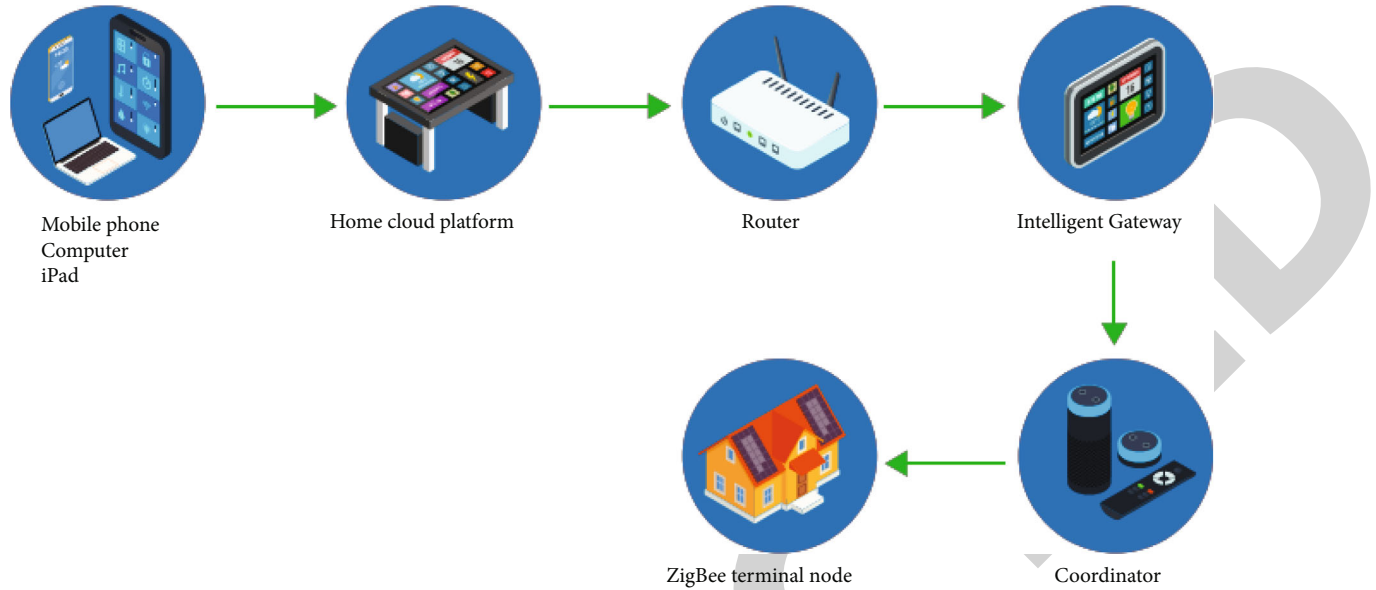 Mobile phone
Computer
iPad
Home cloud platform
Router
Intelligent Gateway
ZigBee terminal node
Coordinator